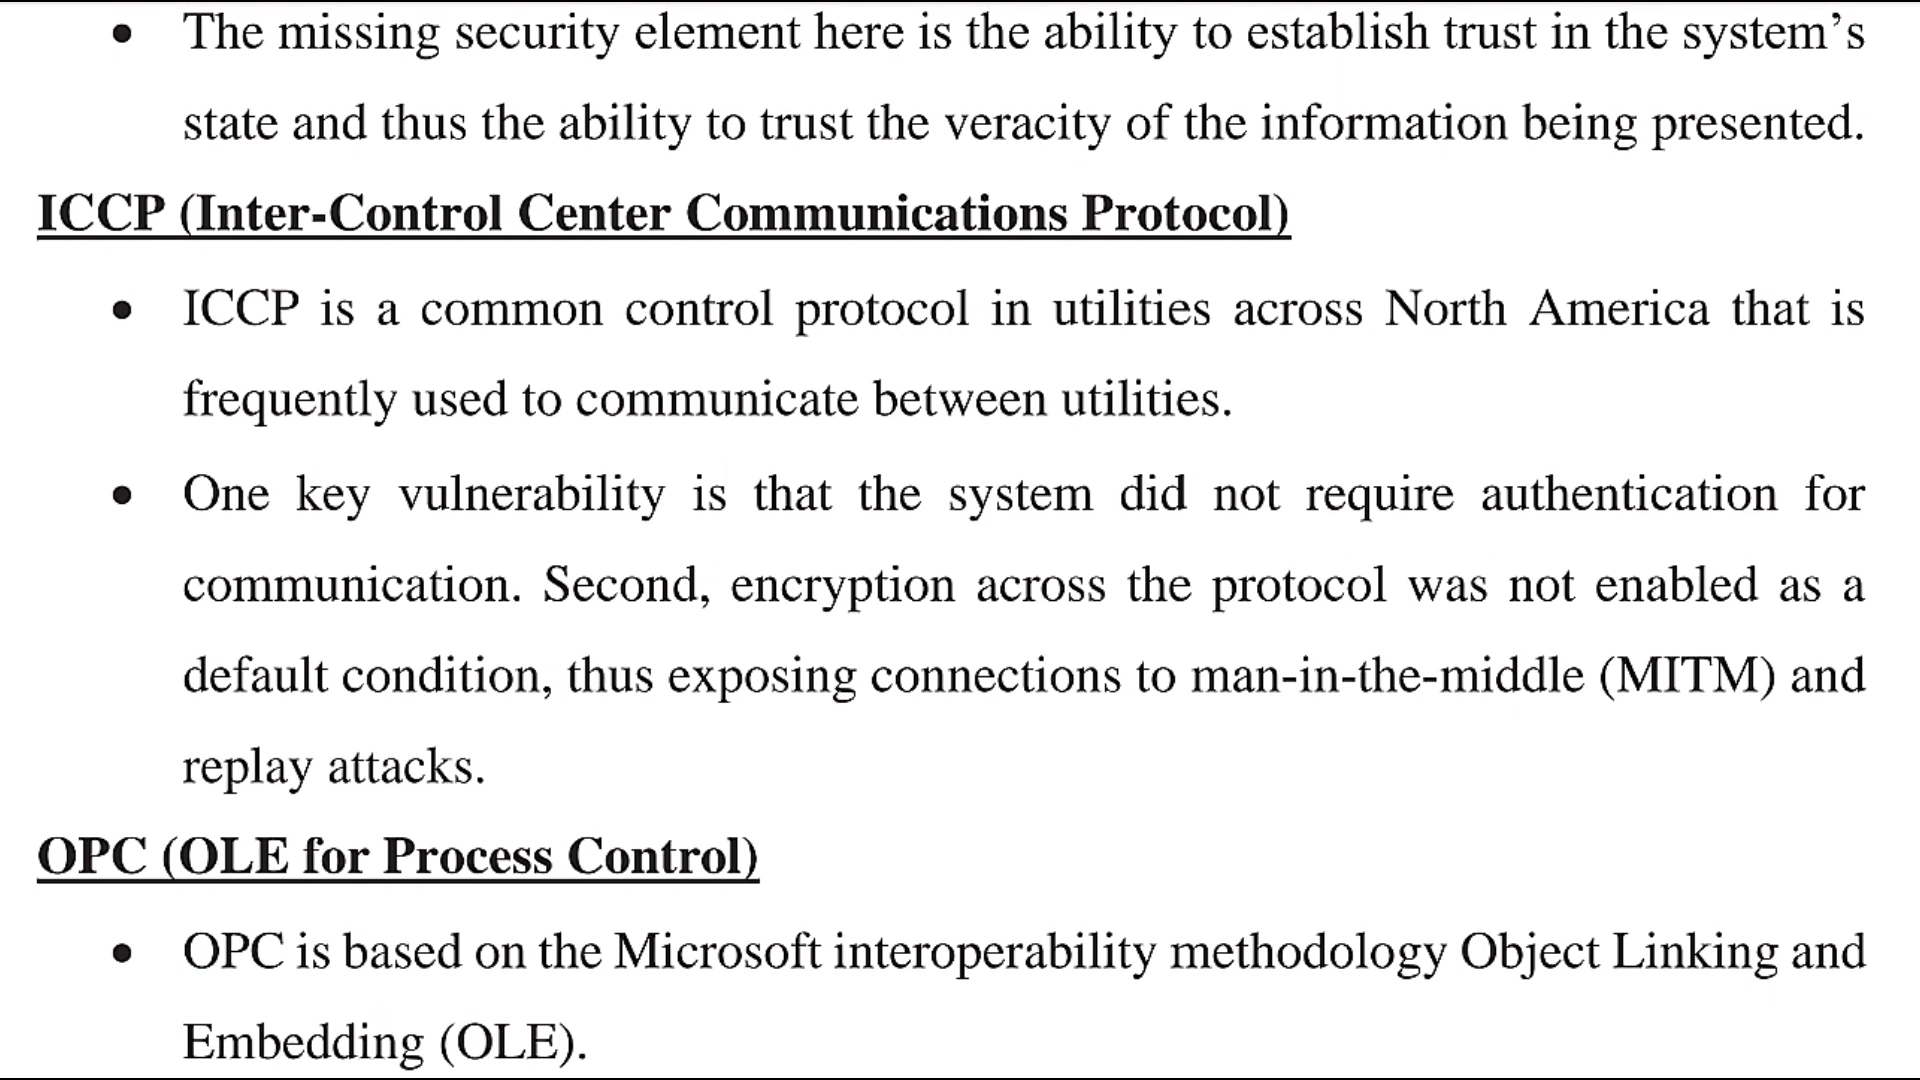 • The missing security element here is the ability to establish trust in the system’s
state and thus the ability to trust the veracity of the information being presented.
ICCP (Inter-Control Center Communications Protocol)
• ICCP is a common control protocol in utilities across North America that is
frequently used to communicate between utilities.
• One key vulnerability is that the system did not require authentication for
communication. Second, encryption across the protocol was not enabled as a
default condition, thus exposing connections to man-in-the-middle (MITM) and
replay attacks.
OPC (OLE for Process Control)
• OPC is based on the Microsoft interoperability methodology Object Linking and
Embedding (OLE).